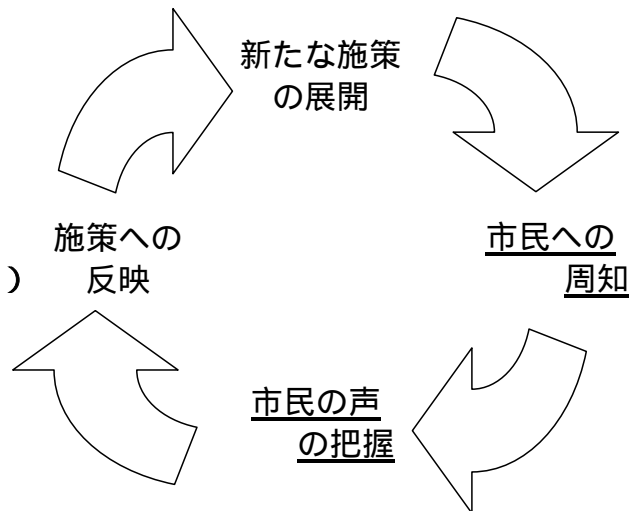 新たな施策
の展開
市民への
周知
市民の声
の把握
施策への
）　反映